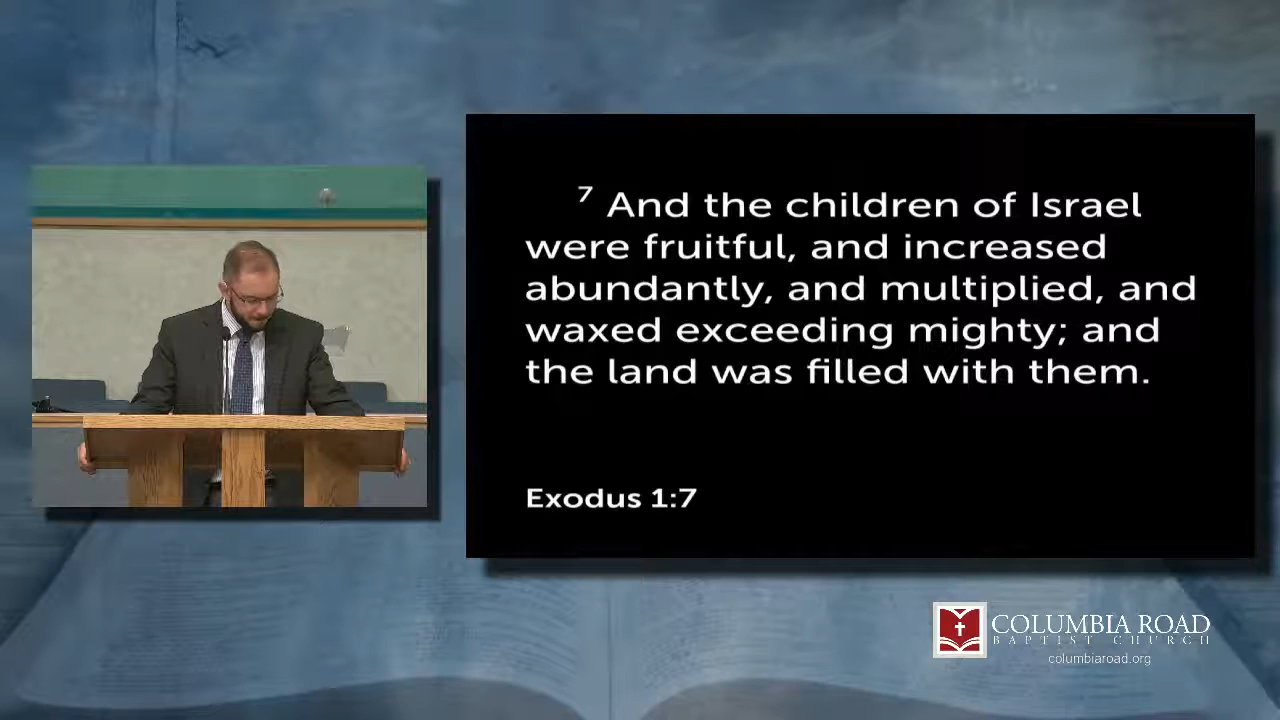 7 And the children of Israel
were fruitful, and increased
abundantly, and multiplied, and
waxed exceeding mighty; and
the land was filled with them.
Exodus 1:7
COLUMBIA ROAD
BAPTIST CHURCH
columbiaroad.org